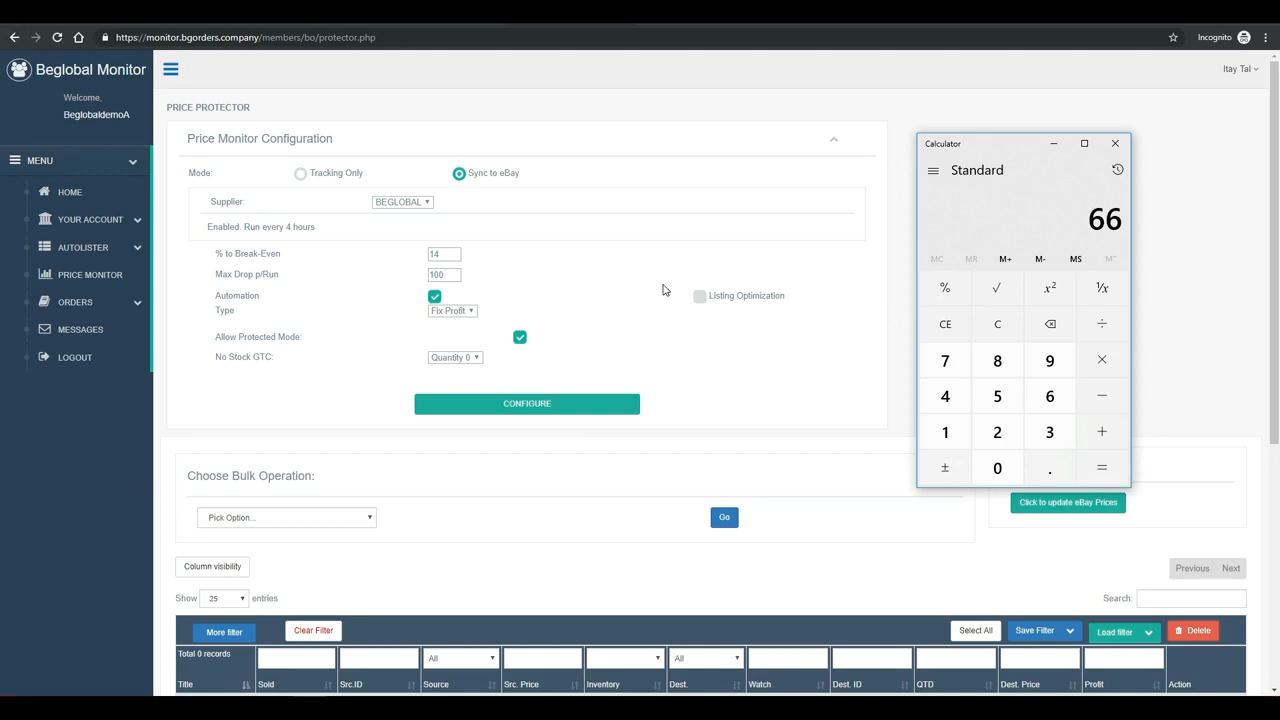 https://monitor.bgorders.company/members/bo/protector.php
Incognito
Beglobal Monitor
Itay Tal
Welcome,
BeglobaldemoA
MENU
HOME
YOUR ACCOUNT
AUTOLISTER
PRICE MONITOR
ORDERS
MESSAGES
LOGOUT
PRICE PROTECTOR
Price Monitor Configuration
Mode: Tracking Only Sync to eBay
Supplier: BEGLOBAL
Enabled. Run every 4 hours
% to Break-Even 14
Max Drop p/Run 100
Automation Listing Optimization
Type Fix Profit
Allow Protected Mode:
No Stock GTC: Quantity 0
CONFIGURE
Calculator
Standard
66
MC MR M+ M- MS M˅
% √ x² ¹/x
CE C ÷
7 8 9 ×
4 5 6 −
1 2 3 +
± 0 . =
Choose Bulk Operation:
Click to update eBay Prices
Pick Option... Go
Column visibility
Previous Next
Show 25 entries
Search:
More filter Clear Filter Select All Save Filter Load filter Delete
Total 0 records
All All
Title Sold Src.ID Source Src. Price Inventory Dest. Watch Dest. ID QTD Dest. Price Profit Action